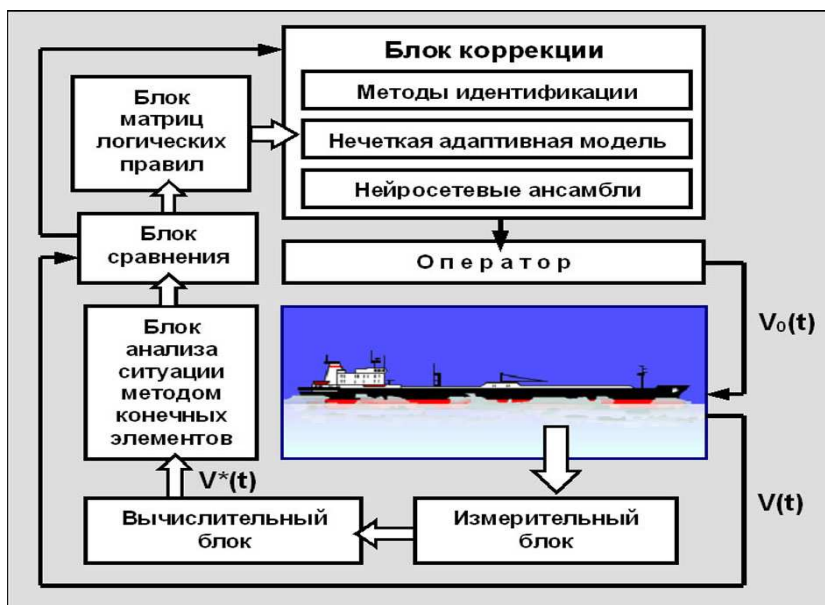 Блок коррекции
Методы идентификации
Нечеткая адаптивная модель
Нейросетевые ансамбли
Блок
матриц
логических
правил
Блок
сравнения
О п е р а т о р
V₀(t)
Блок
анализа
ситуации
методом
конечных
элементов
V*(t)
V(t)
Вычислительный
блок
Измерительный
блок